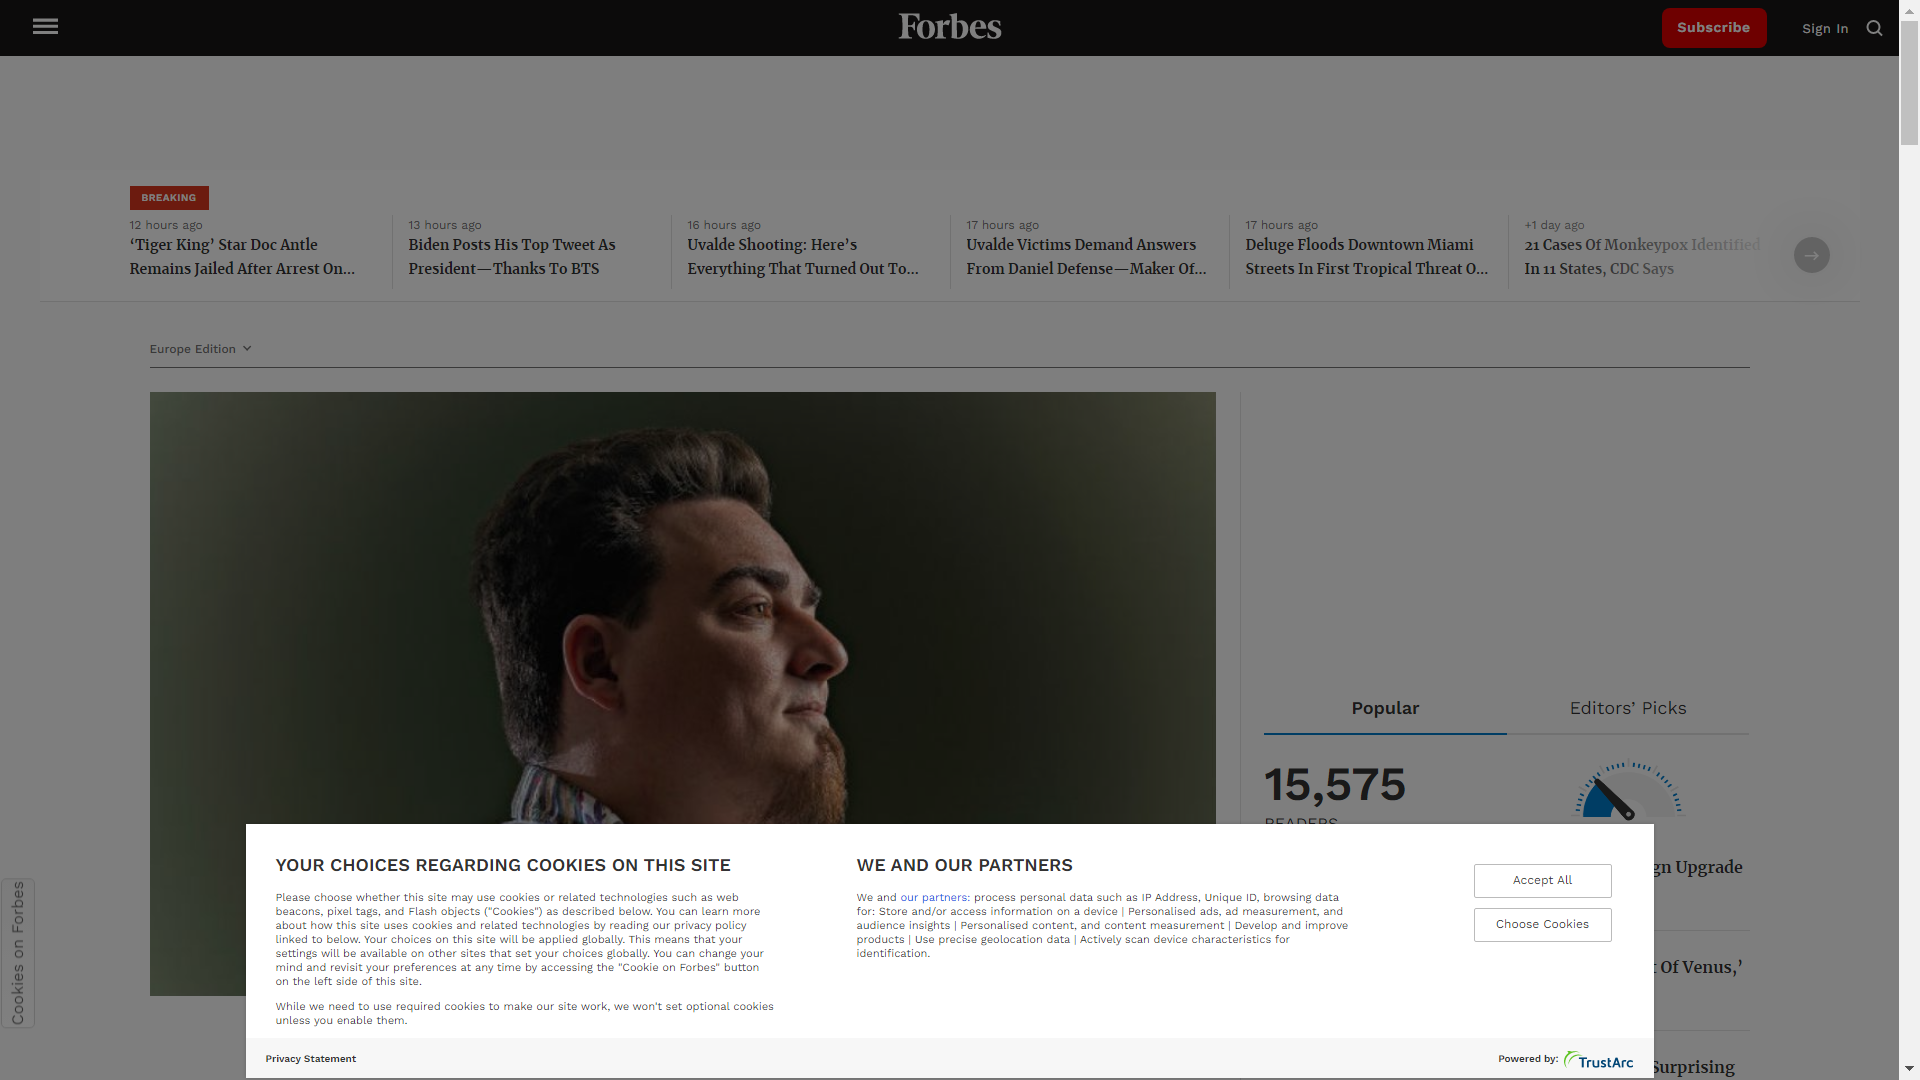 Forbes
Subscribe
Sign In
BREAKING
12 hours ago
‘Tiger King’ Star Doc Antle
Remains Jailed After Arrest On...
13 hours ago
Biden Posts His Top Tweet As
President—Thanks To BTS
16 hours ago
Uvalde Shooting: Here’s
Everything That Turned Out To...
17 hours ago
Uvalde Victims Demand Answers
From Daniel Defense—Maker Of...
17 hours ago
Deluge Floods Downtown Miami
Streets In First Tropical Threat O...
+1 day ago
21 Cases Of Monkeypox Identified
In 11 States, CDC Says
Europe Edition
Popular
Editors’ Picks
15,575
READERS
Upgrade
Of Venus,’
Surprising
Cookies on Forbes
YOUR CHOICES REGARDING COOKIES ON THIS SITE
Please choose whether this site may use cookies or related technologies such as web
beacons, pixel tags, and Flash objects ("Cookies") as described below. You can learn more
about how this site uses cookies and related technologies by reading our privacy policy
linked to below. Your choices on this site will be applied globally. This means that your
settings will be available on other sites that set your choices globally. You can change your
mind and revisit your preferences at any time by accessing the "Cookie on Forbes" button
on the left side of this site.
While we need to use required cookies to make our site work, we won't set optional cookies
unless you enable them.
WE AND OUR PARTNERS
We and our partners: process personal data such as IP Address, Unique ID, browsing data
for: Store and/or access information on a device | Personalised ads, ad measurement, and
audience insights | Personalised content, and content measurement | Develop and improve
products | Use precise geolocation data | Actively scan device characteristics for
identification.
Accept All
Choose Cookies
Privacy Statement
Powered by: TrustArc